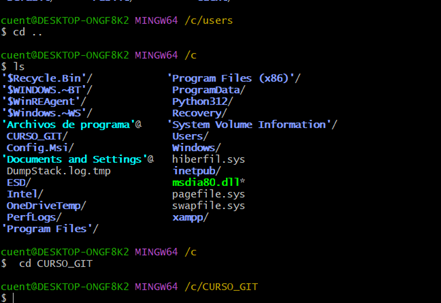 cuent@DESKTOP-ONGF8K2 MINGW64 /c/users
$ cd ..
cuent@DESKTOP-ONGF8K2 MINGW64 /c
$ ls
'$Recycle.Bin'/ 'Program Files (x86)'/
'$WINDOWS.~BT'/ ProgramData/
'$WinREAgent'/ Python312/
'$Windows.~WS'/ Recovery/
'Archivos de programa'@ 'System Volume Information'/
CURSO_GIT/ Users/
Config.Msi/ Windows/
'Documents and Settings'@ hiberfil.sys
DumpStack.log.tmp inetpub/
ESD/ msdia80.dll*
Intel/ pagefile.sys
OneDriveTemp/ swapfile.sys
PerfLogs/ xampp/
'Program Files'/
cuent@DESKTOP-ONGF8K2 MINGW64 /c
$ cd CURSO_GIT
cuent@DESKTOP-ONGF8K2 MINGW64 /c/CURSO_GIT
$